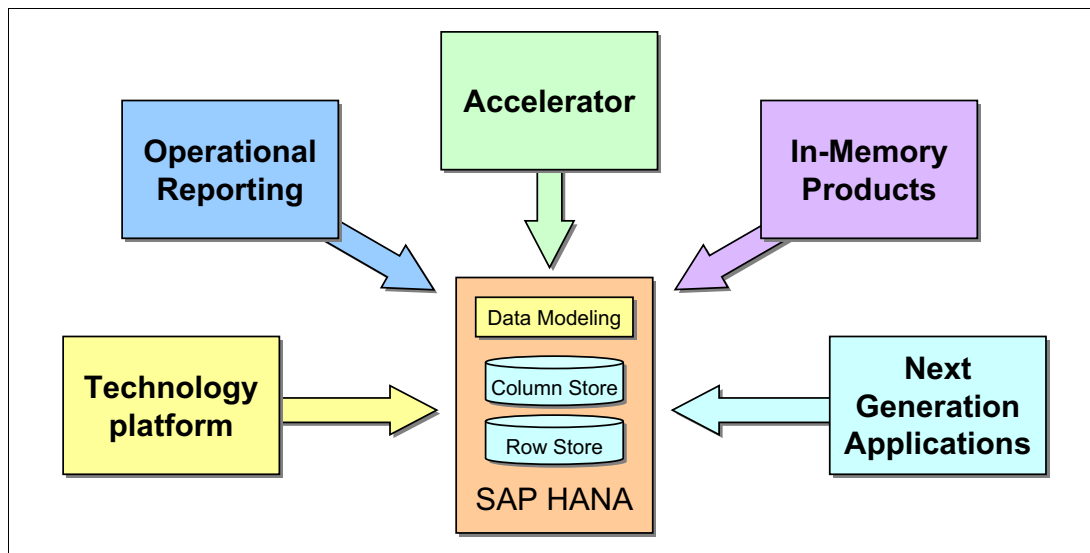 Accelerator
Operational
Reporting
In-Memory
Products
Technology
platform
Data Modeling
Column Store
Row Store
SAP HANA
Next
Generation
Applications